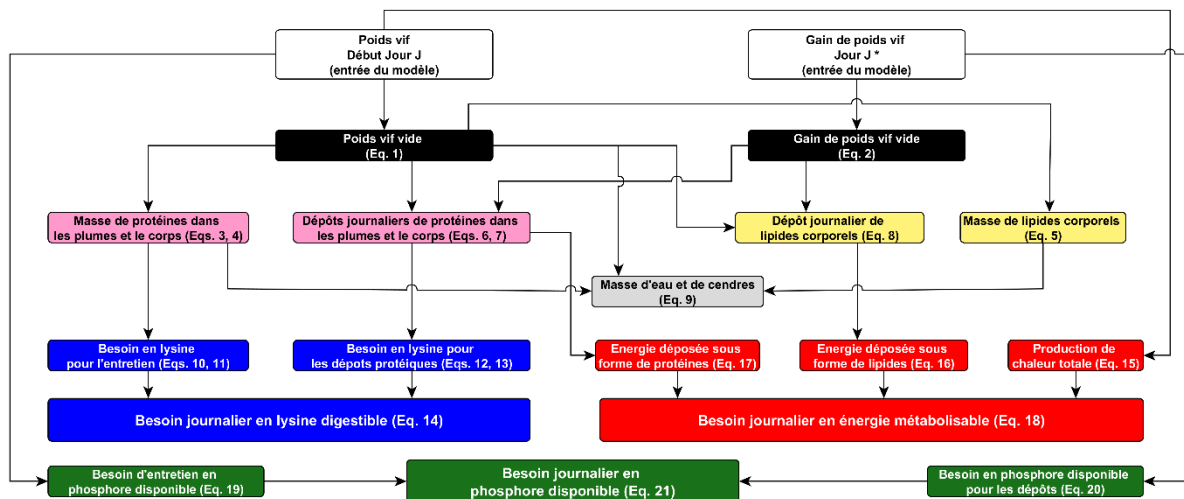 Poids vif
Début Jour J
(entrée du modèle)
Gain de poids vif
Jour J *
(entrée du modèle)
Poids vif vide
(Eq. 1)
Gain de poids vif vide
(Eq. 2)
Masse de protéines dans
les plumes et le corps (Eqs. 3, 4)
Dépôts journaliers de protéines dans
les plumes et le corps (Eqs. 6, 7)
Dépôt journalier de
lipides corporels (Eq. 8)
Masse de lipides corporels
(Eq. 5)
Masse d'eau et de cendres
(Eq. 9)
Besoin en lysine
pour l'entretien (Eqs. 10, 11)
Besoin en lysine pour
les dépôts protéiques (Eqs. 12, 13)
Energie déposée sous
forme de protéines (Eq. 17)
Energie déposée sous
forme de lipides (Eq. 16)
Production de
chaleur totale (Eq. 15)
Besoin journalier en lysine digestible (Eq. 14)
Besoin journalier en énergie métabolisable (Eq. 18)
Besoin d'entretien en
phosphore disponible (Eq. 19)
Besoin journalier en
phosphore disponible (Eq. 21)
Besoin en phosphore disponible
pour les dépôts (Eq. 20)